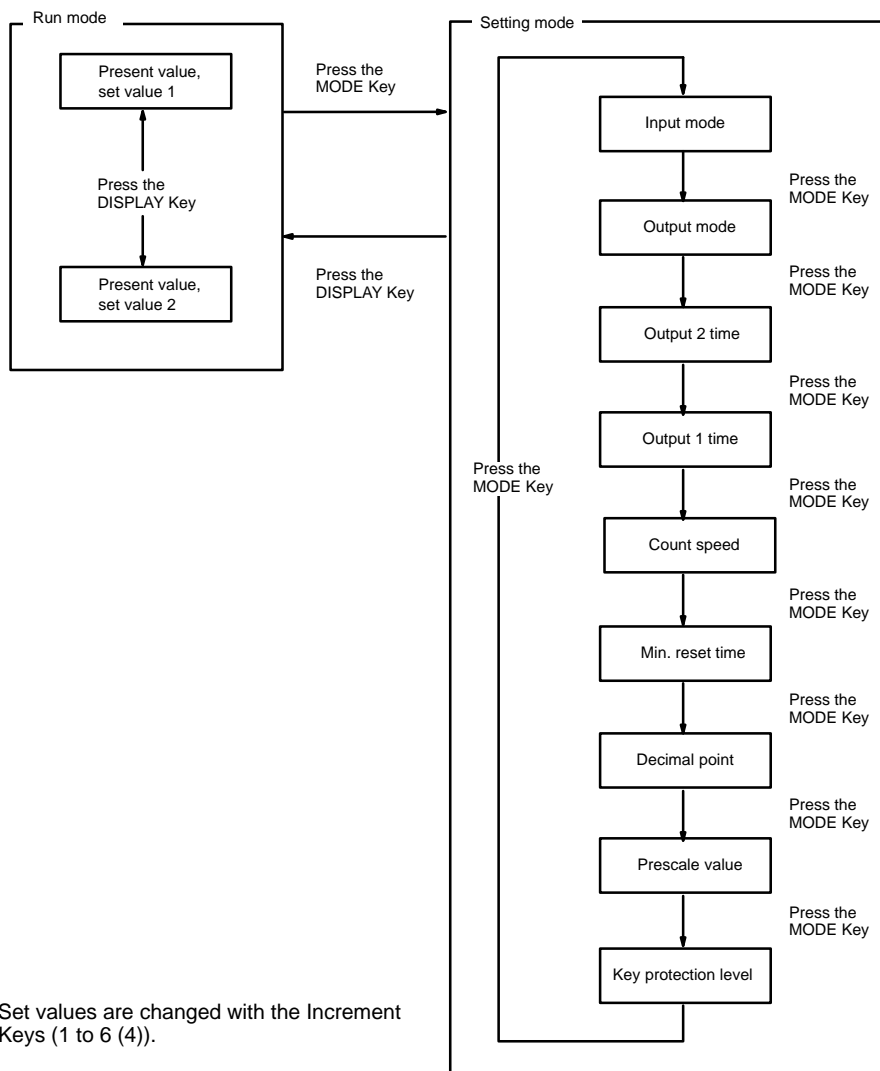 Run mode
Present value,
set value 1
Press the
DISPLAY Key
Present value,
set value 2
Press the
MODE Key
Press the
DISPLAY Key
Setting mode
Input mode
Press the
MODE Key
Output mode
Press the
MODE Key
Output 2 time
Press the
MODE Key
Output 1 time
Press the
MODE Key
Press the
MODE Key
Count speed
Press the
MODE Key
Min. reset time
Press the
MODE Key
Decimal point
Press the
MODE Key
Prescale value
Press the
MODE Key
Key protection level
Set values are changed with the Increment
Keys (1 to 6 (4)).